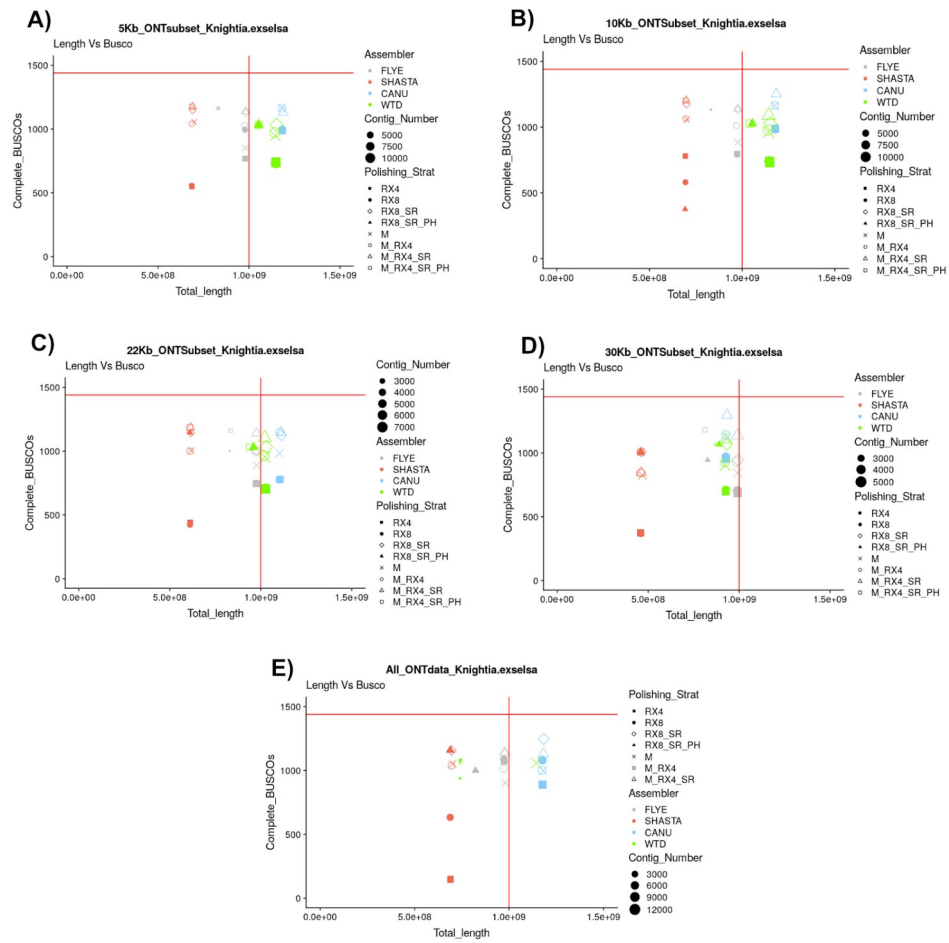 A)
5Kb_ONTsubset_Knightia.exselsa
Length Vs Busco
Complete_BUSCOs
1500
1000
500
0
0.0e+00 5.0e+08 1.0e+09 1.5e+09
Total_length
Assembler
FLYE
SHASTA
CANU
WTD
Contig_Number
5000
7500
10000
Polishing_Strat
RX4
RX8
RX8_SR
RX8_SR_PH
M
M_RX4
M_RX4_SR
M_RX4_SR_PH
B)
10Kb_ONTSubset_Knightia.exselsa
Length Vs Busco
Complete_BUSCOs
1500
1000
500
0
0.0e+00 5.0e+08 1.0e+09 1.5e+09
Total_length
Assembler
FLYE
SHASTA
CANU
WTD
Contig_Number
5000
7500
10000
Polishing_Strat
RX4
RX8
RX8_SR
RX8_SR_PH
M
M_RX4
M_RX4_SR
M_RX4_SR_PH
C)
22Kb_ONTSubset_Knightia.exselsa
Length Vs Busco
Complete_BUSCOs
1500
1000
500
0
0.0e+00 5.0e+08 1.0e+09 1.5e+09
Total_length
Contig_Number
3000
4000
5000
6000
7000
Assembler
FLYE
SHASTA
CANU
WTD
Polishing_Strat
RX4
RX8
RX8_SR
RX8_SR_PH
M
M_RX4
M_RX4_SR
M_RX4_SR_PH
D)
30Kb_ONTSubset_Knightia.exselsa
Length Vs Busco
Complete_BUSCOs
1500
1000
500
0
0.0e+00 5.0e+08 1.0e+09 1.5e+09
Total_length
Assembler
FLYE
SHASTA
CANU
WTD
Contig_Number
3000
4000
5000
Polishing_Strat
RX4
RX8
RX8_SR
RX8_SR_PH
M
M_RX4
M_RX4_SR
M_RX4_SR_PH
E)
All_ONTdata_Knightia.exselsa
Length Vs Busco
Complete_BUSCOs
1500
1000
500
0
0.0e+00 5.0e+08 1.0e+09 1.5e+09
Total_length
Polishing_Strat
RX4
RX8
RX8_SR
RX8_SR_PH
M
M_RX4
M_RX4_SR
Assembler
FLYE
SHASTA
CANU
WTD
Contig_Number
3000
6000
9000
12000